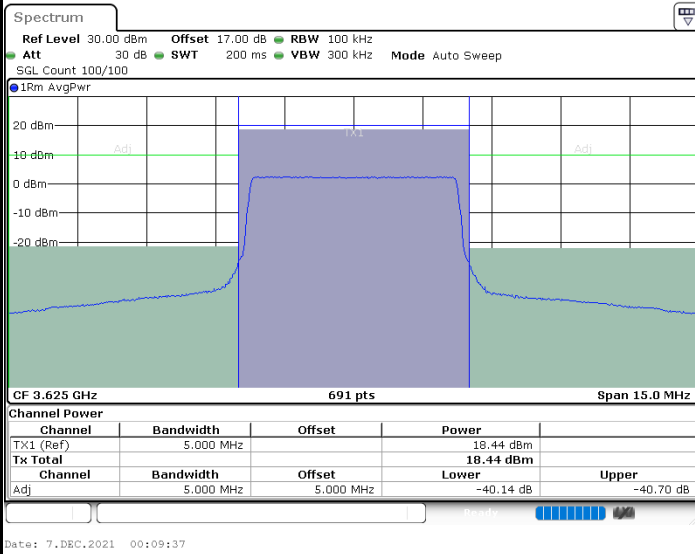 Spectrum
Ref Level 30.00 dBm Offset 17.00 dB RBW 100 kHz
Att 30 dB SWT 200 ms VBW 300 kHz Mode Auto Sweep
SGL Count 100/100
1Rm AvgPwr
20 dBm
TX1
Adj Adj
10 dBm
0 dBm
-10 dBm
-20 dBm
CF 3.625 GHz 691 pts Span 15.0 MHz
Channel Power
Channel Bandwidth Offset Power
TX1 (Ref) 5.000 MHz 18.44 dBm
Tx Total 18.44 dBm
Channel Bandwidth Offset Lower Upper
Adj 5.000 MHz 5.000 MHz -40.14 dB -40.70 dB
Ready
Date: 7.DEC.2021 00:09:37